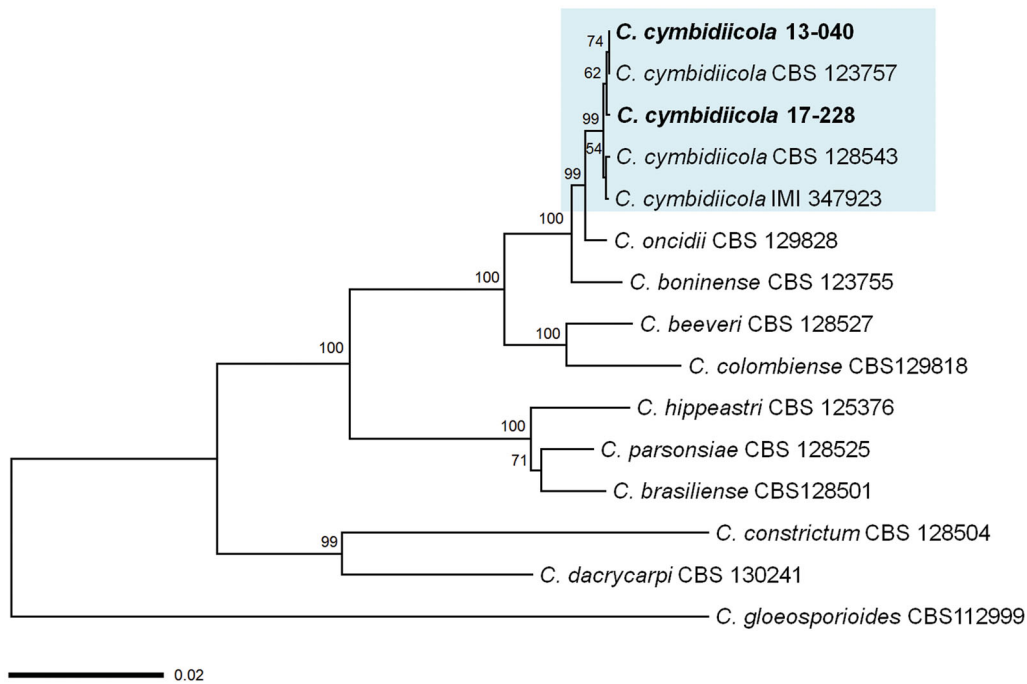 C. cymbidiicola 13-040
74
C. cymbidiicola CBS 123757
62
C. cymbidiicola 17-228
99
54
C. cymbidiicola CBS 128543
99
C. cymbidiicola IMI 347923
100
C. oncidii CBS 129828
100
C. boninense CBS 123755
C. beeveri CBS 128527
100
100
C. colombiense CBS129818
C. hippeastri CBS 125376
100
C. parsonsiae CBS 128525
71
C. brasiliense CBS128501
C. constrictum CBS 128504
99
C. dacrycarpi CBS 130241
C. gloeosporioides CBS112999
0.02